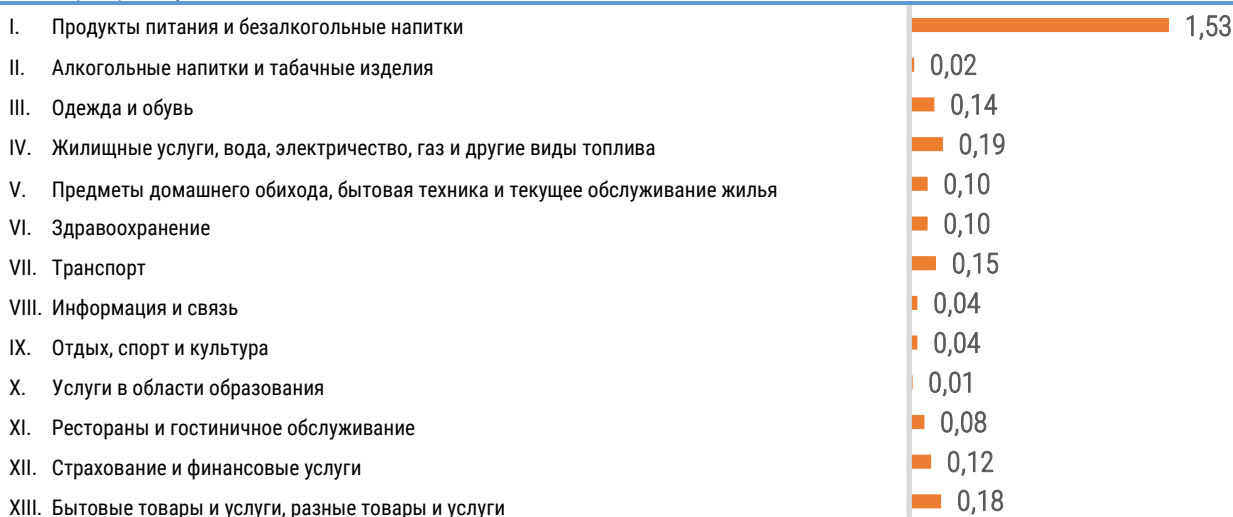 I. Продукты питания и безалкогольные напитки 1,53
II. Алкогольные напитки и табачные изделия 0,02
III. Одежда и обувь 0,14
IV. Жилищные услуги, вода, электричество, газ и другие виды топлива 0,19
V. Предметы домашнего обихода, бытовая техника и текущее обслуживание жилья 0,10
VI. Здравоохранение 0,10
VII. Транспорт 0,15
VIII. Информация и связь 0,04
IX. Отдых, спорт и культура 0,04
X. Услуги в области образования 0,01
XI. Рестораны и гостиничное обслуживание 0,08
XII. Страхование и финансовые услуги 0,12
XIII. Бытовые товары и услуги, разные товары и услуги 0,18